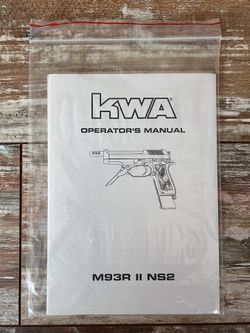 KWA
OPERATOR'S MANUAL
M93R II NS2